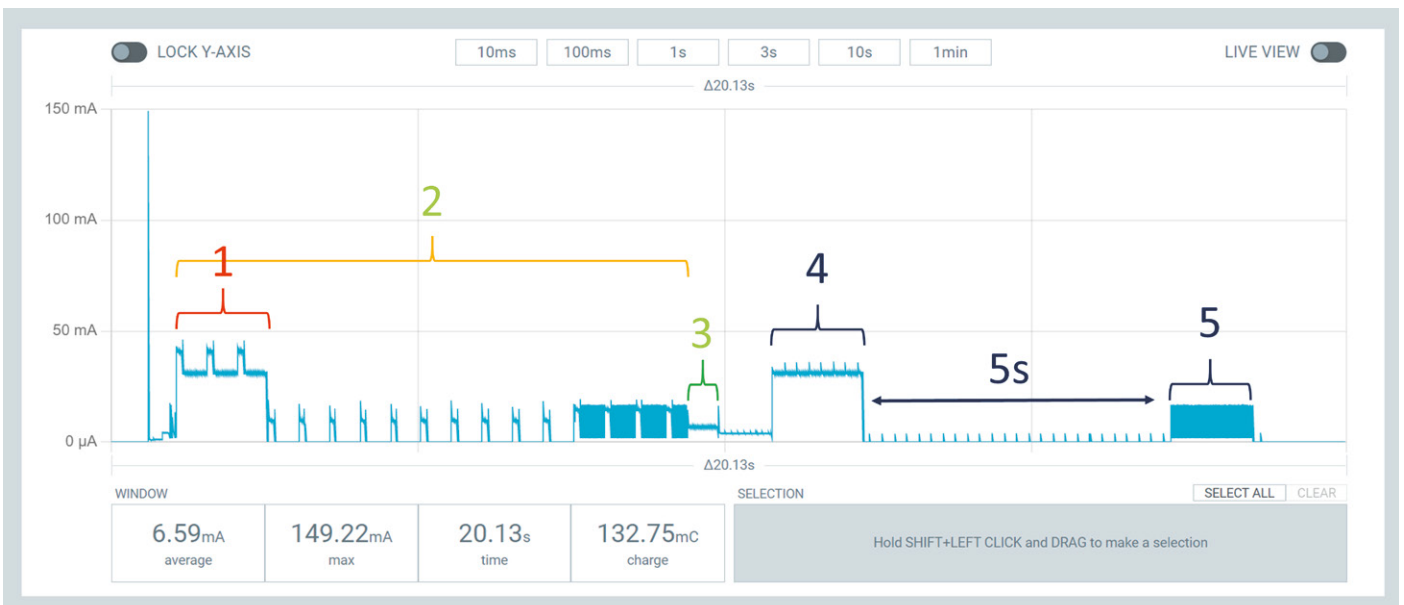 LOCK Y-AXIS 10ms 100ms 1s 3s 10s 1min LIVE VIEW
Δ20.13s
150 mA
100 mA
50 mA
0 µA
2
1
4
3
5s
5
Δ20.13s
WINDOW SELECTION SELECT ALL CLEAR
6.59mA 149.22mA 20.13s 132.75mC
average max time charge
Hold SHIFT+LEFT CLICK and DRAG to make a selection